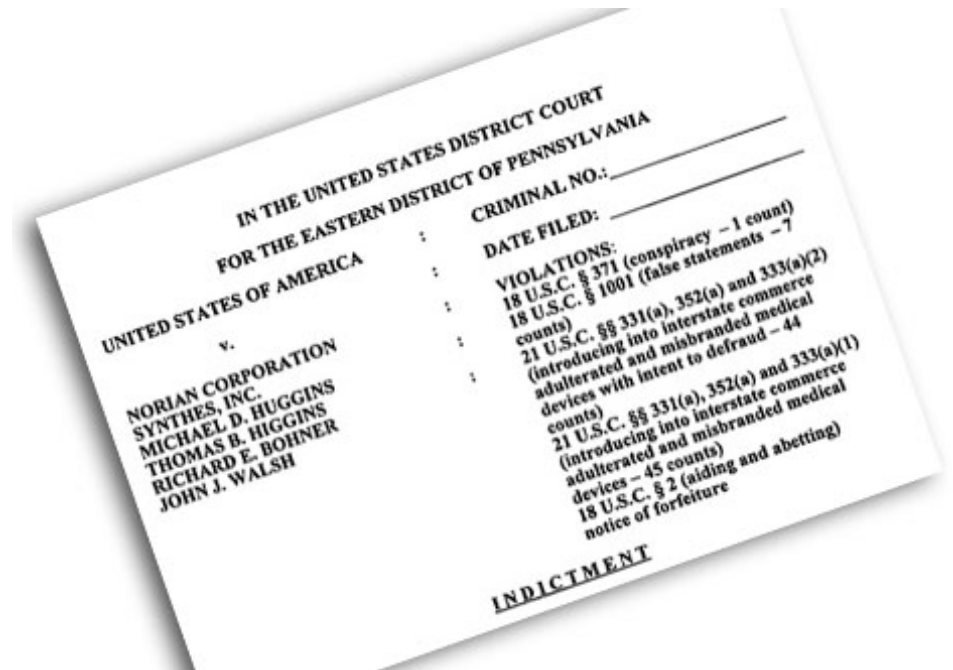 IN THE UNITED STATES DISTRICT COURT
FOR THE EASTERN DISTRICT OF PENNSYLVANIA
UNITED STATES OF AMERICA :
v. :
NORIAN CORPORATION :
SYNTHES, INC. :
MICHAEL D. HUGGINS :
THOMAS B. HIGGINS
RICHARD E. BOHNER
JOHN J. WALSH
CRIMINAL NO.:
DATE FILED:
VIOLATIONS:
18 U.S.C. § 371 (conspiracy – 1 count)
18 U.S.C. § 1001 (false statements – 7
counts)
21 U.S.C. §§ 331(a), 352(a) and 333(a)(2)
(introducing into interstate commerce
adulterated and misbranded medical
devices with intent to defraud – 44
counts)
21 U.S.C. §§ 331(a), 352(a) and 333(a)(1)
(introducing into interstate commerce
adulterated and misbranded medical
devices – 45 counts)
18 U.S.C. § 2 (aiding and abetting)
notice of forfeiture
INDICTMENT